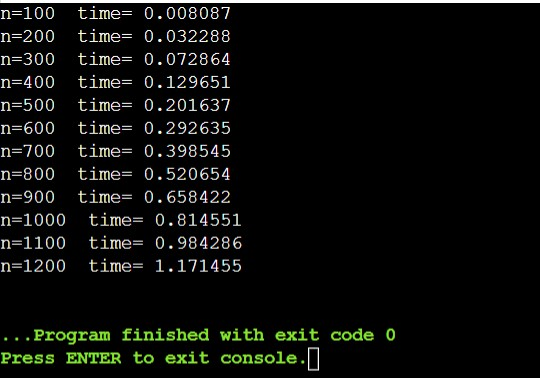 n=100  time= 0.008087
n=200  time= 0.032288
n=300  time= 0.072864
n=400  time= 0.129651
n=500  time= 0.201637
n=600  time= 0.292635
n=700  time= 0.398545
n=800  time= 0.520654
n=900  time= 0.658422
n=1000  time= 0.814551
n=1100  time= 0.984286
n=1200  time= 1.171455
...Program finished with exit code 0
Press ENTER to exit console.